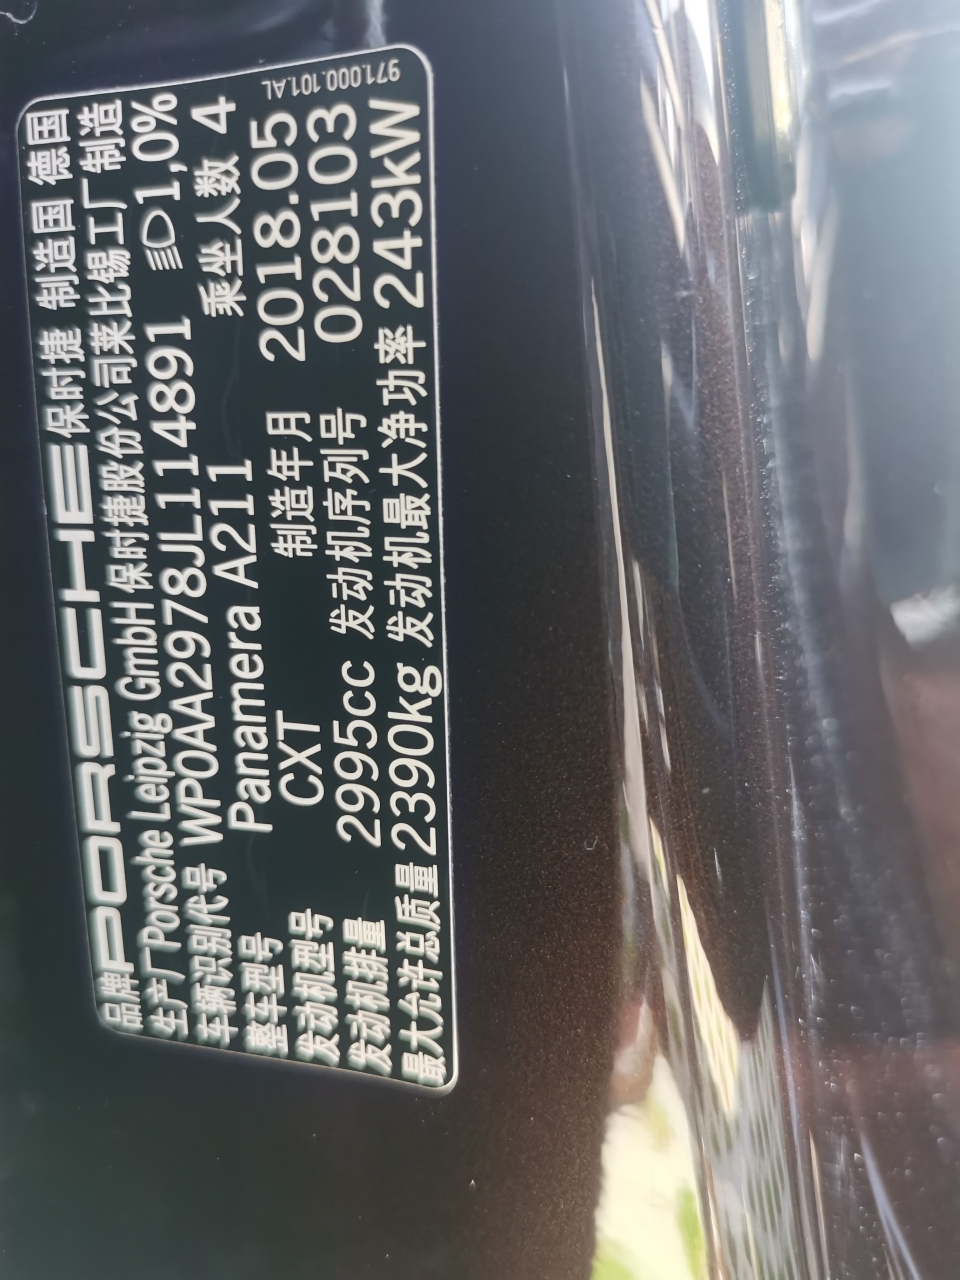 品牌 PORSCHE 保时捷 制造国 德国
生产厂 Porsche Leipzig GmbH 保时捷股份公司莱比锡工厂制造
车辆识别代号 WP0AA2978JL114891 1,0%
整车型号 Panamera A211 乘坐人数 4
发动机型号 CXT 制造年月 2018.05
发动机排量 2995cc 发动机序列号 028103
最大允许总质量 2390kg 发动机最大净功率 243kW
971.000.101.AL